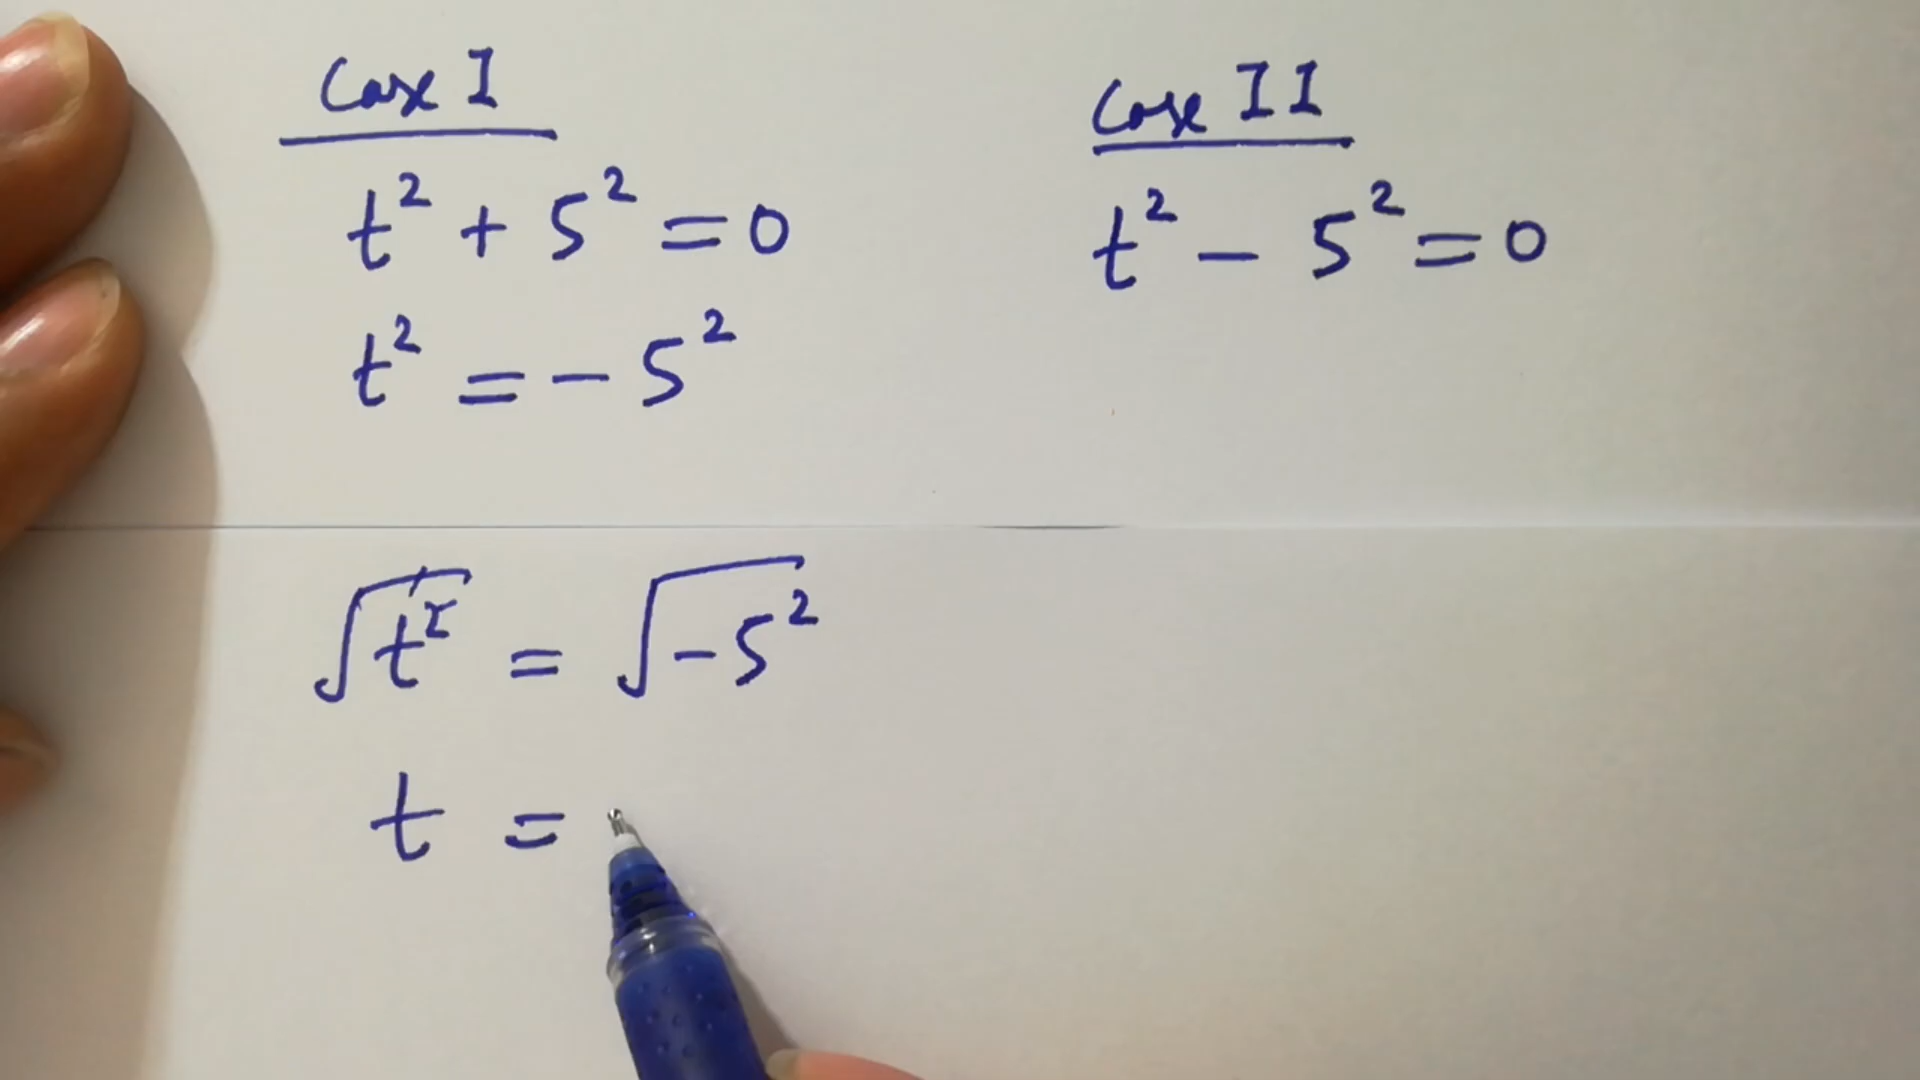 Case I
t² + 5² = 0
t² = - 5²
√t² = √-5²
t =
Case II
t² - 5² = 0